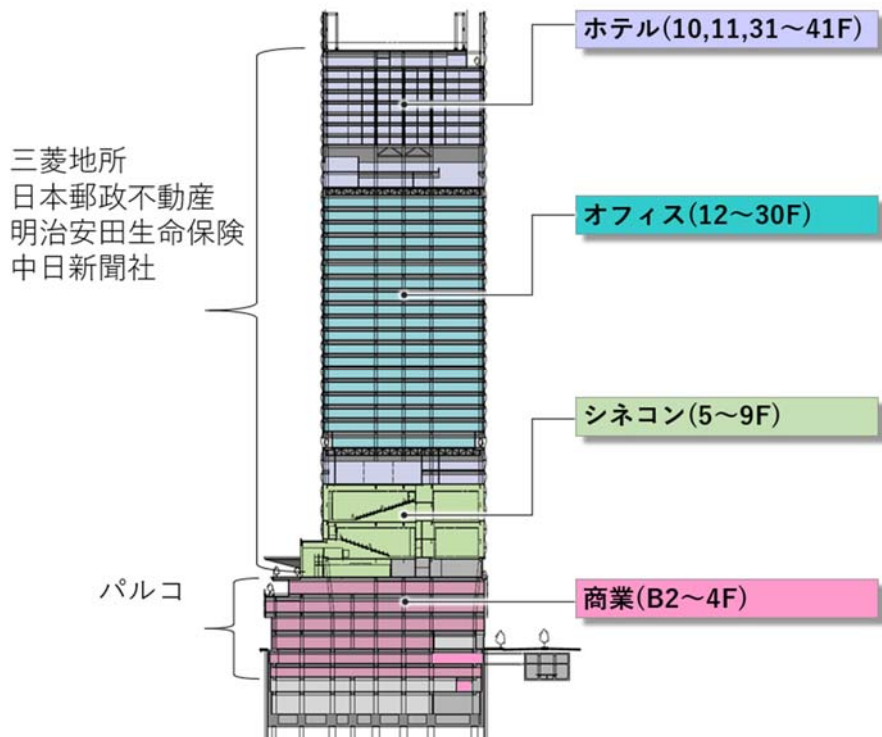 ホテル(10,11,31～41F)
三菱地所
日本郵政不動産
明治安田生命保険
中日新聞社
オフィス(12～30F)
シネコン(5～9F)
パルコ
商業(B2～4F)